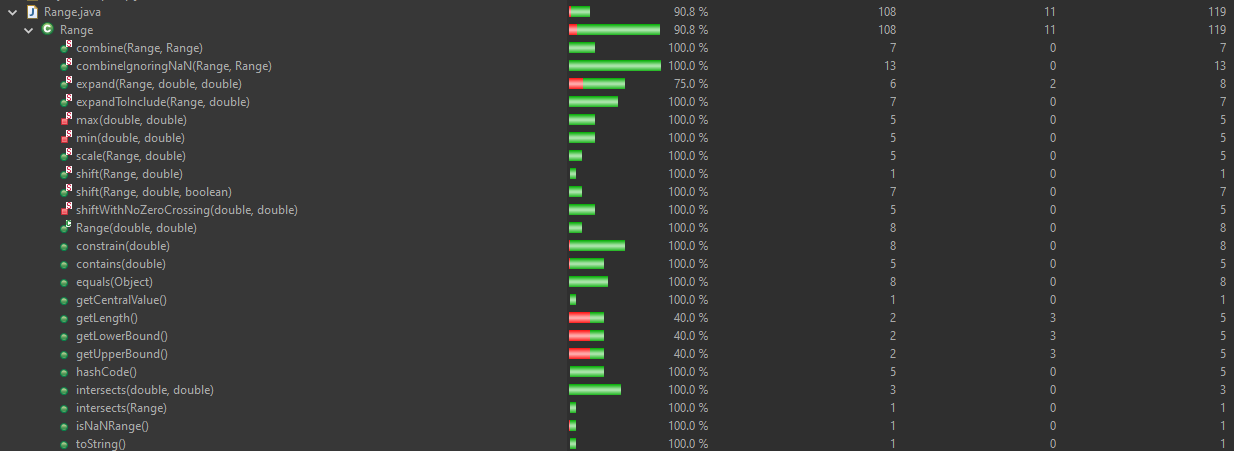 Range.java 90.8 % 108 11 119
Range 90.8 % 108 11 119
combine(Range, Range) 100.0 % 7 0 7
combineIgnoringNaN(Range, Range) 100.0 % 13 0 13
expand(Range, double, double) 75.0 % 6 2 8
expandToInclude(Range, double) 100.0 % 7 0 7
max(double, double) 100.0 % 5 0 5
min(double, double) 100.0 % 5 0 5
scale(Range, double) 100.0 % 5 0 5
shift(Range, double) 100.0 % 1 0 1
shift(Range, double, boolean) 100.0 % 7 0 7
shiftWithNoZeroCrossing(double, double) 100.0 % 5 0 5
Range(double, double) 100.0 % 8 0 8
constrain(double) 100.0 % 8 0 8
contains(double) 100.0 % 5 0 5
equals(Object) 100.0 % 8 0 8
getCentralValue() 100.0 % 1 0 1
getLength() 40.0 % 2 3 5
getLowerBound() 40.0 % 2 3 5
getUpperBound() 40.0 % 2 3 5
hashCode() 100.0 % 5 0 5
intersects(double, double) 100.0 % 3 0 3
intersects(Range) 100.0 % 1 0 1
isNaNRange() 100.0 % 1 0 1
toString() 100.0 % 1 0 1